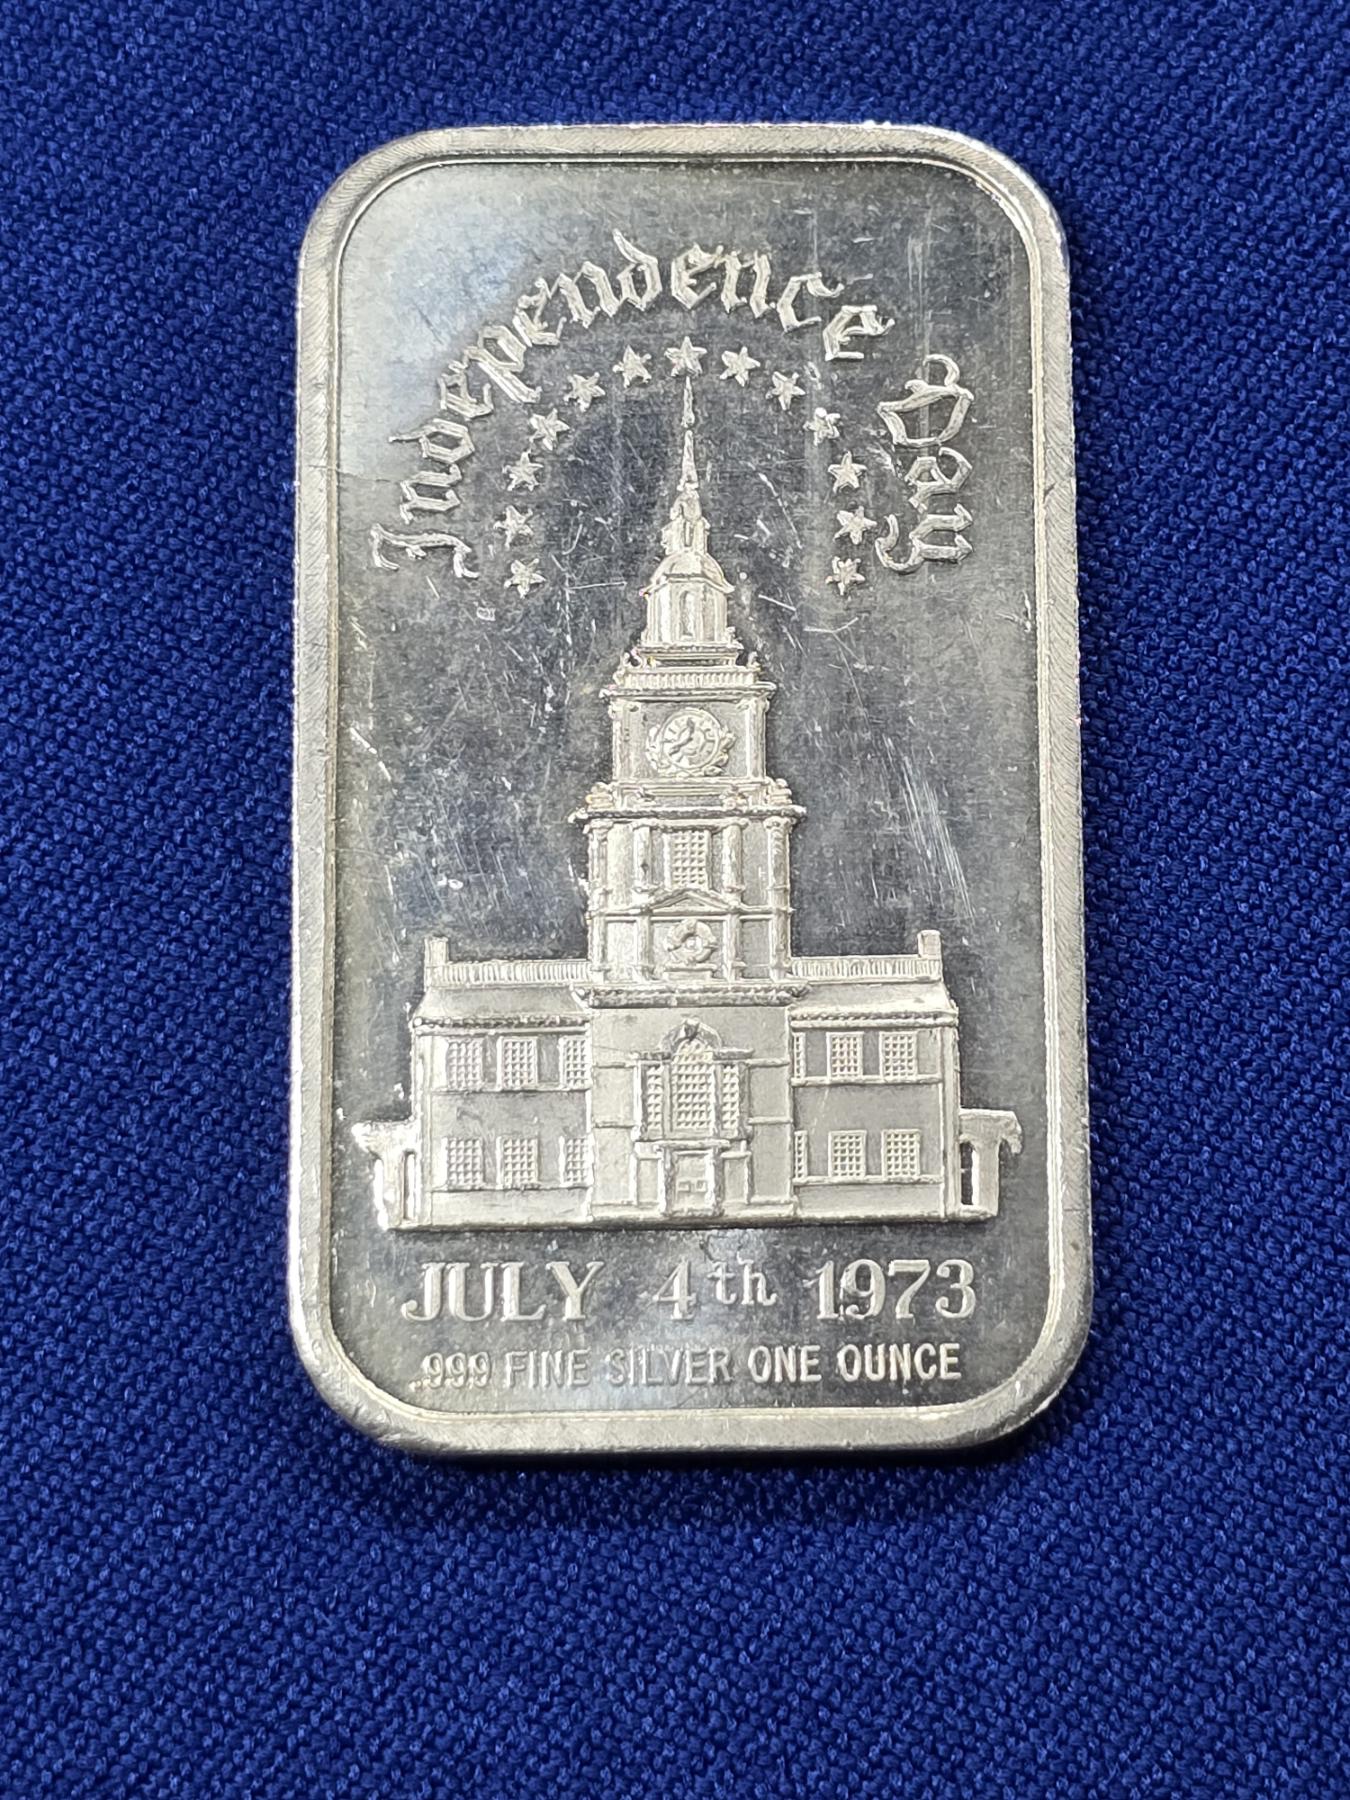 Independence Day
JULY 4th 1973
.999 FINE SILVER ONE OUNCE